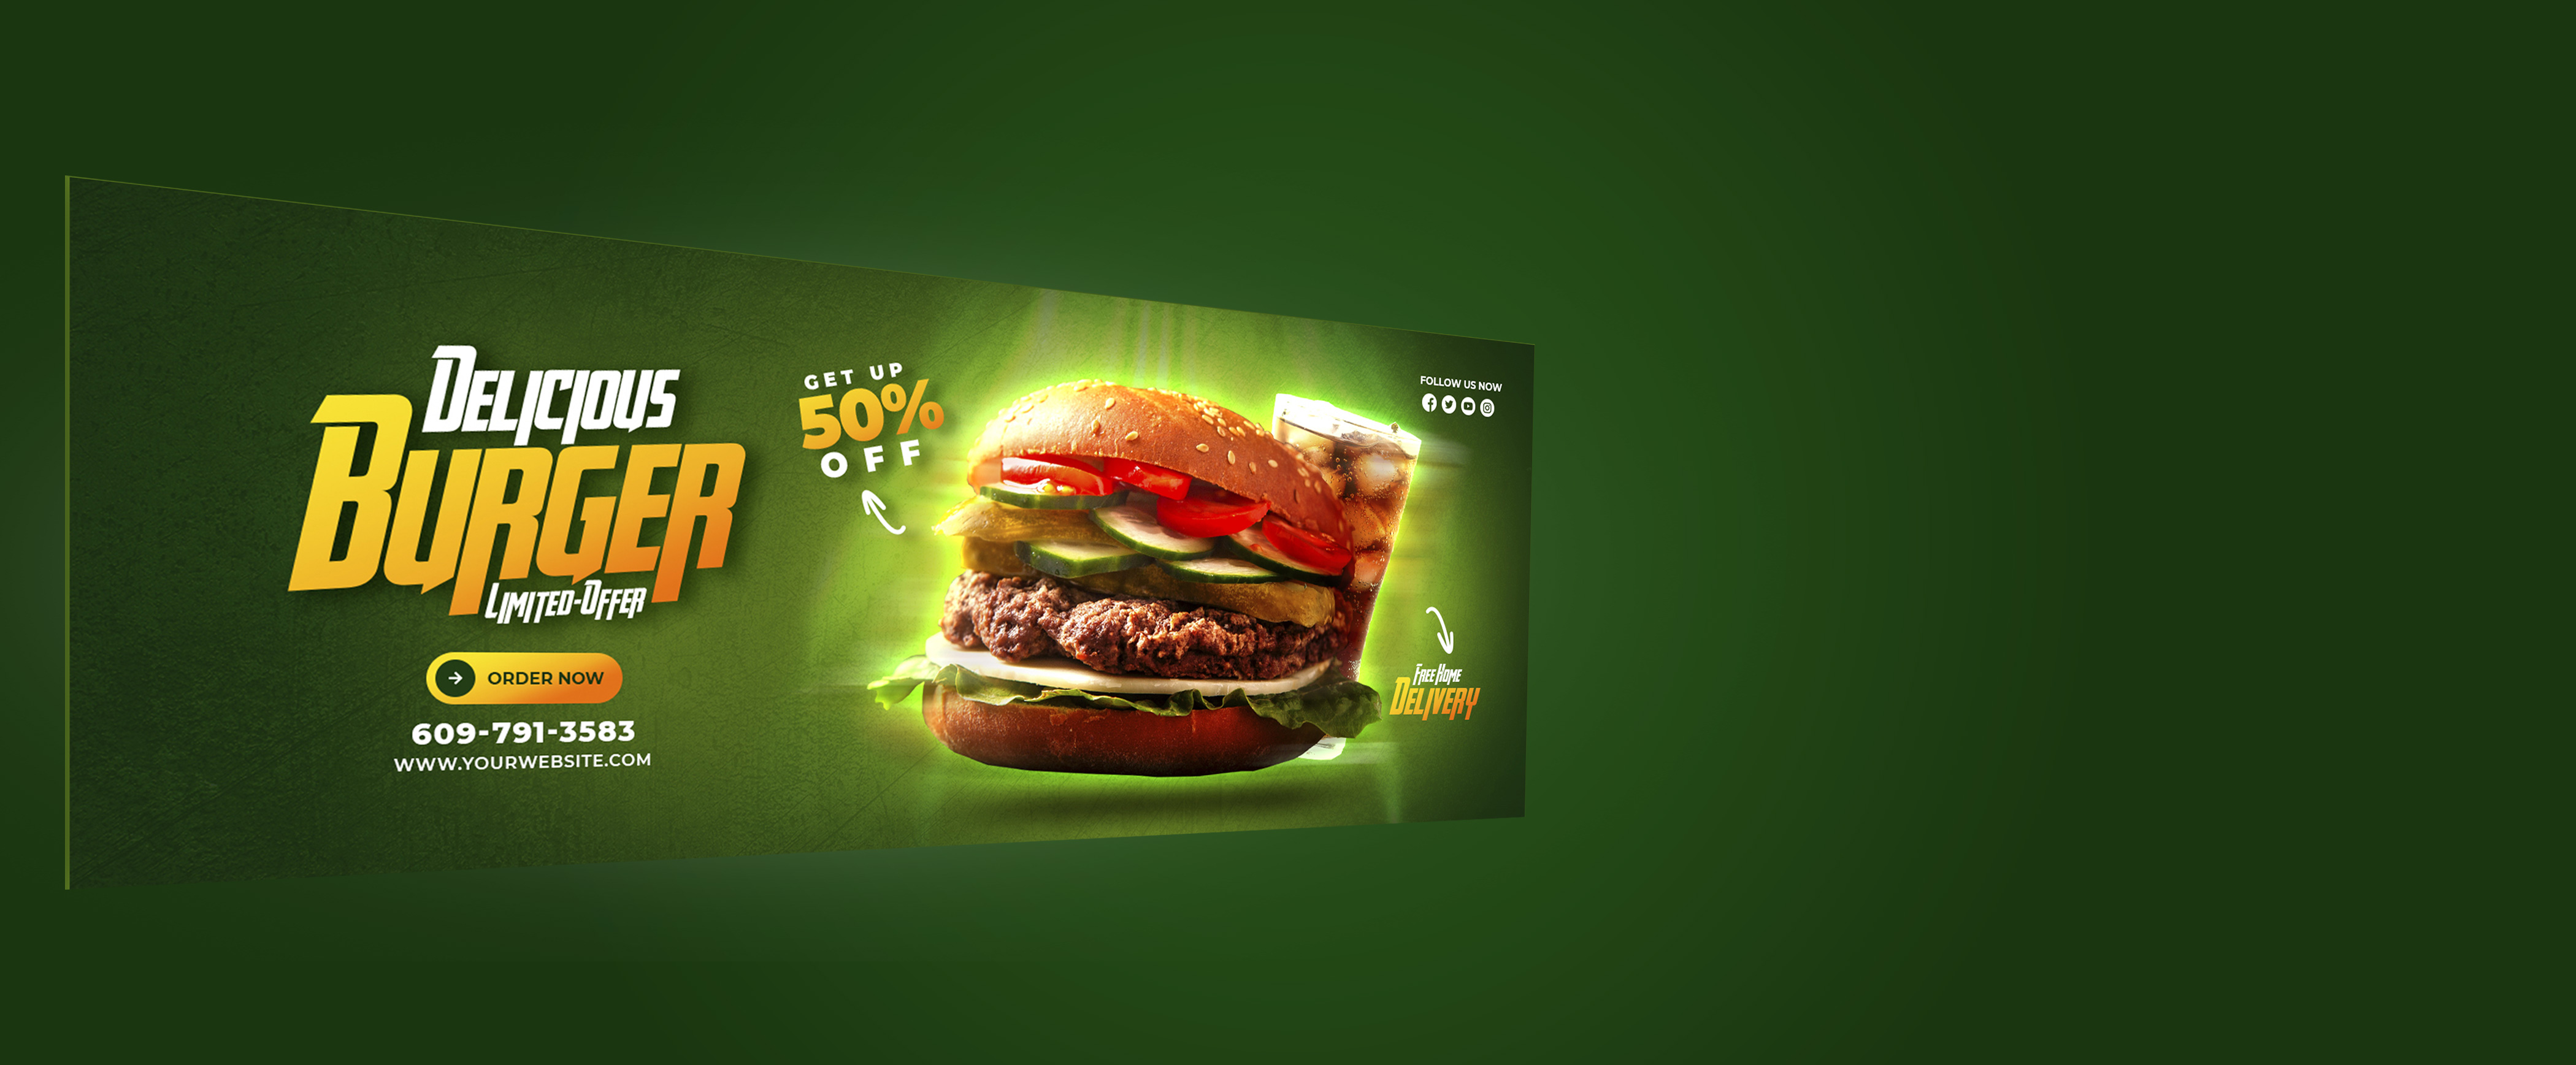 DELICIOUS
BURGER
LIMITED-OFFER
ORDER NOW
609-791-3583
WWW.YOURWEBSITE.COM
GET UP
50%
OFF
FOLLOW US NOW
FREE HOME
DELIVERY